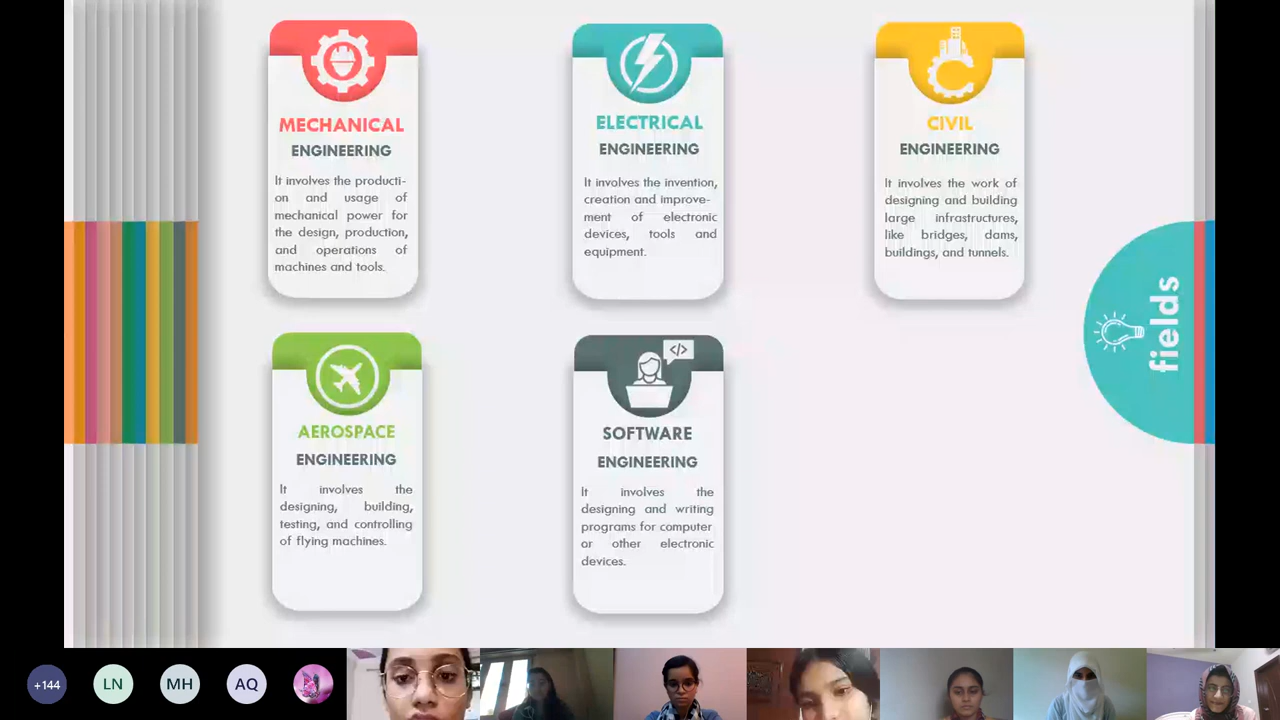 MECHANICAL
ENGINEERING
It involves the producti-
on and usage of
mechanical power for
the design, production,
and operations of
machines and tools.
ELECTRICAL
ENGINEERING
It involves the invention,
creation and improve-
ment of electronic
devices, tools and
equipment.
CIVIL
ENGINEERING
It involves the work of
designing and building
large infrastructures,
like bridges, dams,
buildings, and tunnels.
AEROSPACE
ENGINEERING
It involves the
designing, building,
testing, and controlling
of flying machines.
</>
SOFTWARE
ENGINEERING
It involves the
designing and writing
programs for computer
or other electronic
devices.
fields
+144
LN
MH
AQ